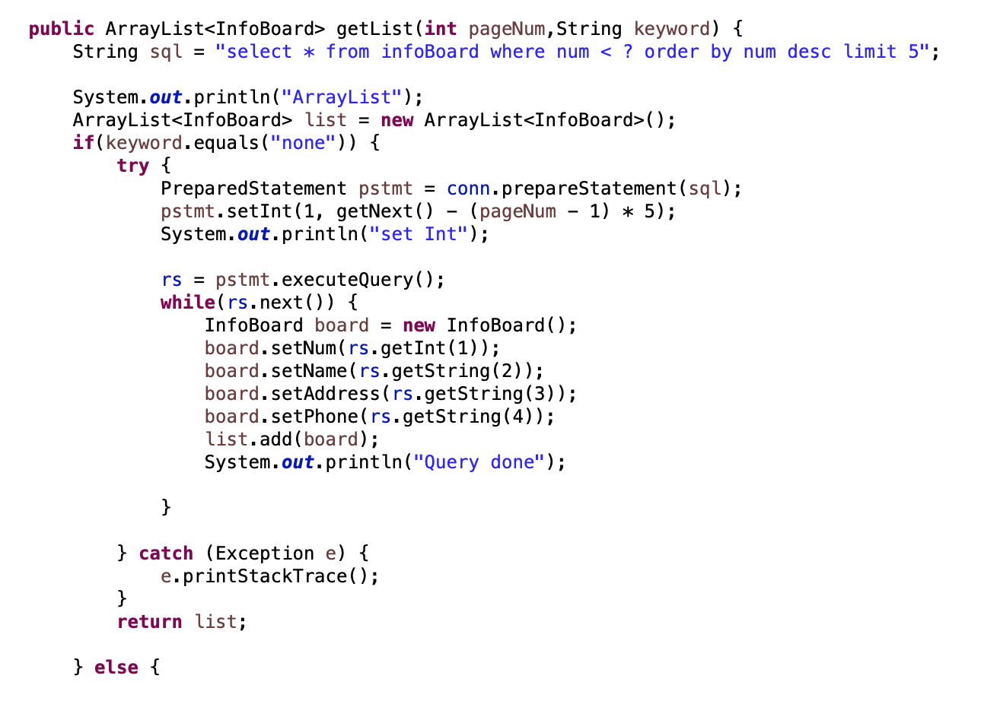 public ArrayList<InfoBoard> getList(int pageNum,String keyword) {
    String sql = "select * from infoBoard where num < ? order by num desc limit 5";

    System.out.println("ArrayList");
    ArrayList<InfoBoard> list = new ArrayList<InfoBoard>();
    if(keyword.equals("none")) {
        try {
            PreparedStatement pstmt = conn.prepareStatement(sql);
            pstmt.setInt(1, getNext() - (pageNum - 1) * 5);
            System.out.println("set Int");

            rs = pstmt.executeQuery();
            while(rs.next()) {
                InfoBoard board = new InfoBoard();
                board.setNum(rs.getInt(1));
                board.setName(rs.getString(2));
                board.setAddress(rs.getString(3));
                board.setPhone(rs.getString(4));
                list.add(board);
                System.out.println("Query done");

            }

        } catch (Exception e) {
            e.printStackTrace();
        }
        return list;

    } else {